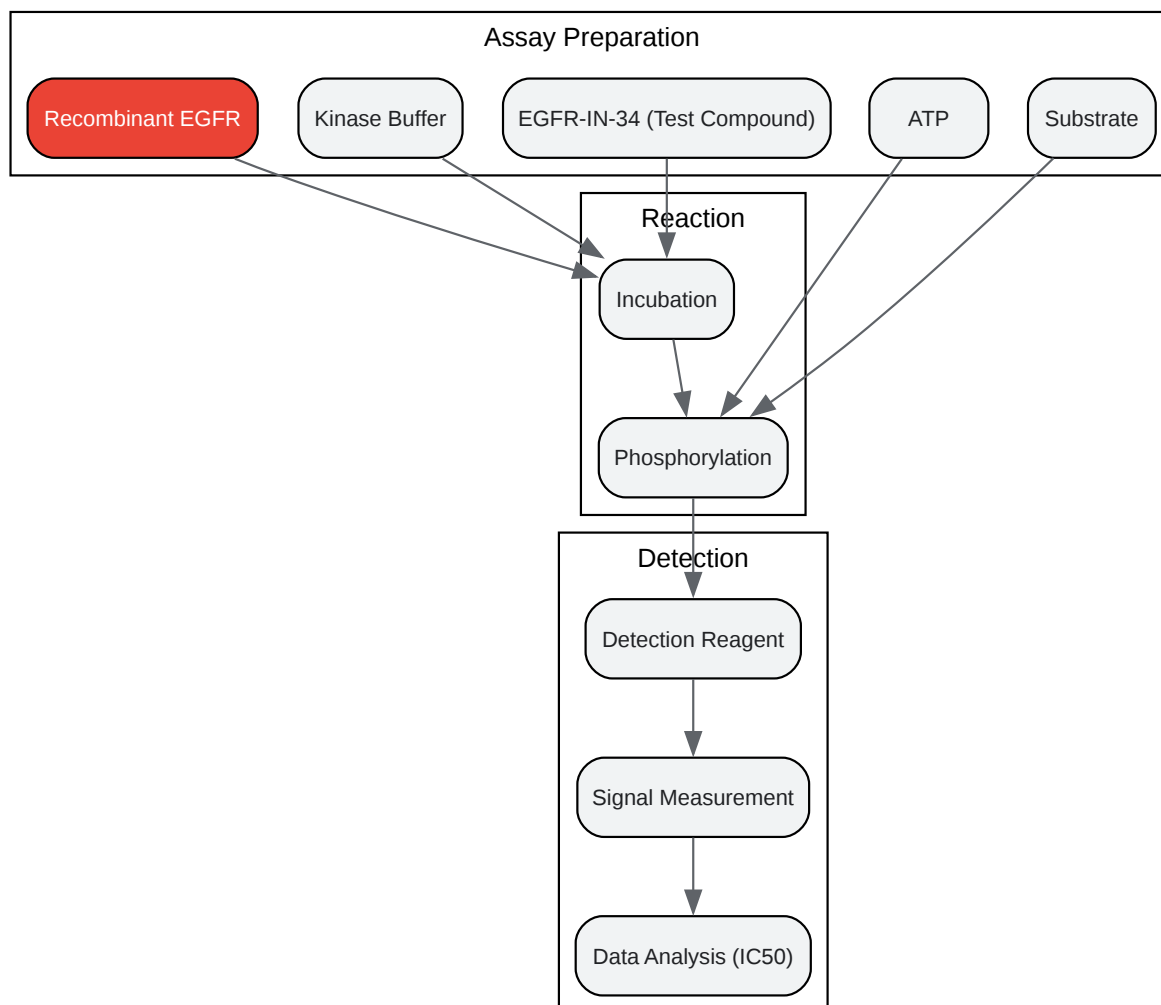 Assay Preparation
Recombinant EGFR
Kinase Buffer
EGFR-IN-34 (Test Compound)
ATP
Substrate
Reaction
Incubation
Phosphorylation
Detection
Detection Reagent
Signal Measurement
Data Analysis (IC50)